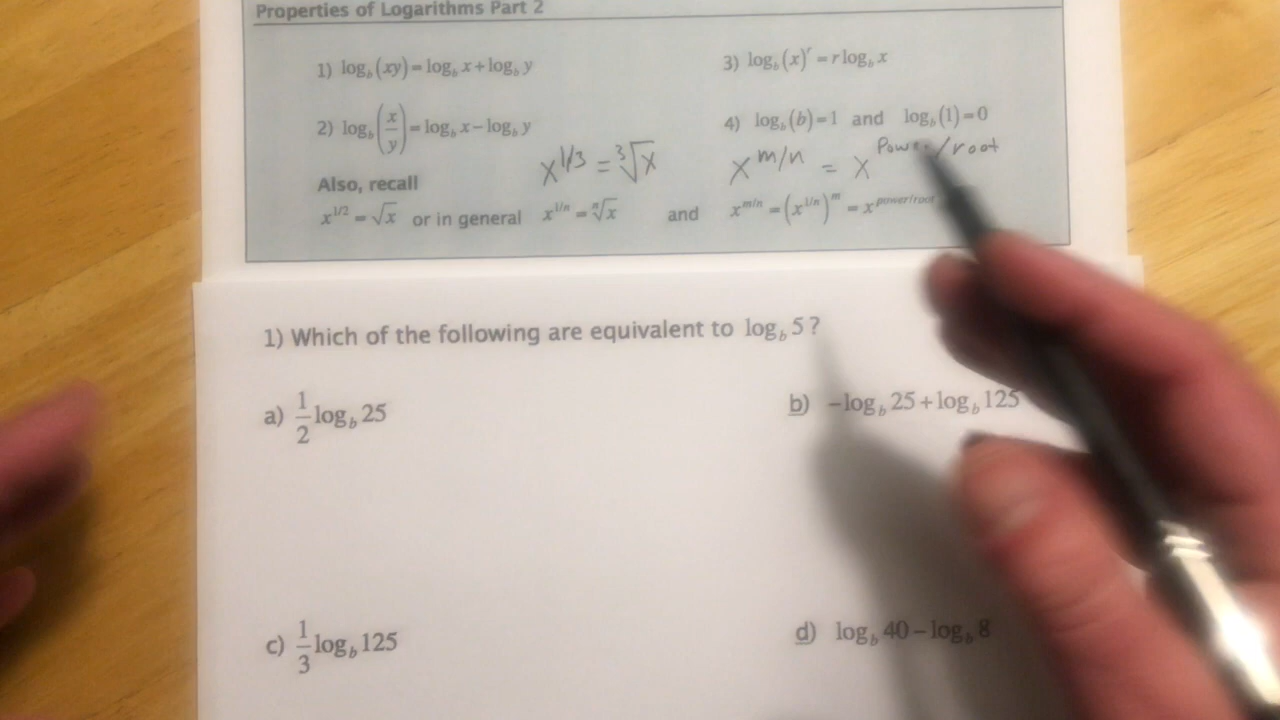 Properties of Logarithms Part 2
1) log_b(xy) = log_b x + log_b y
3) log_b(x)^r = r log_b x
2) log_b(x/y) = log_b x − log_b y
4) log_b(b) = 1 and log_b(1) = 0
x^1/3 = ∛x
x^m/n = x^Power/root
Also, recall
x^1/2 = √x or in general x^1/n = ⁿ√x and x^m/n = (x^1/n)^m = x^power/root
1) Which of the following are equivalent to log_b 5?
a) 1/2 log_b 25
b) −log_b 25 + log_b 125
c) 1/3 log_b 125
d) log_b 40 − log_b 8